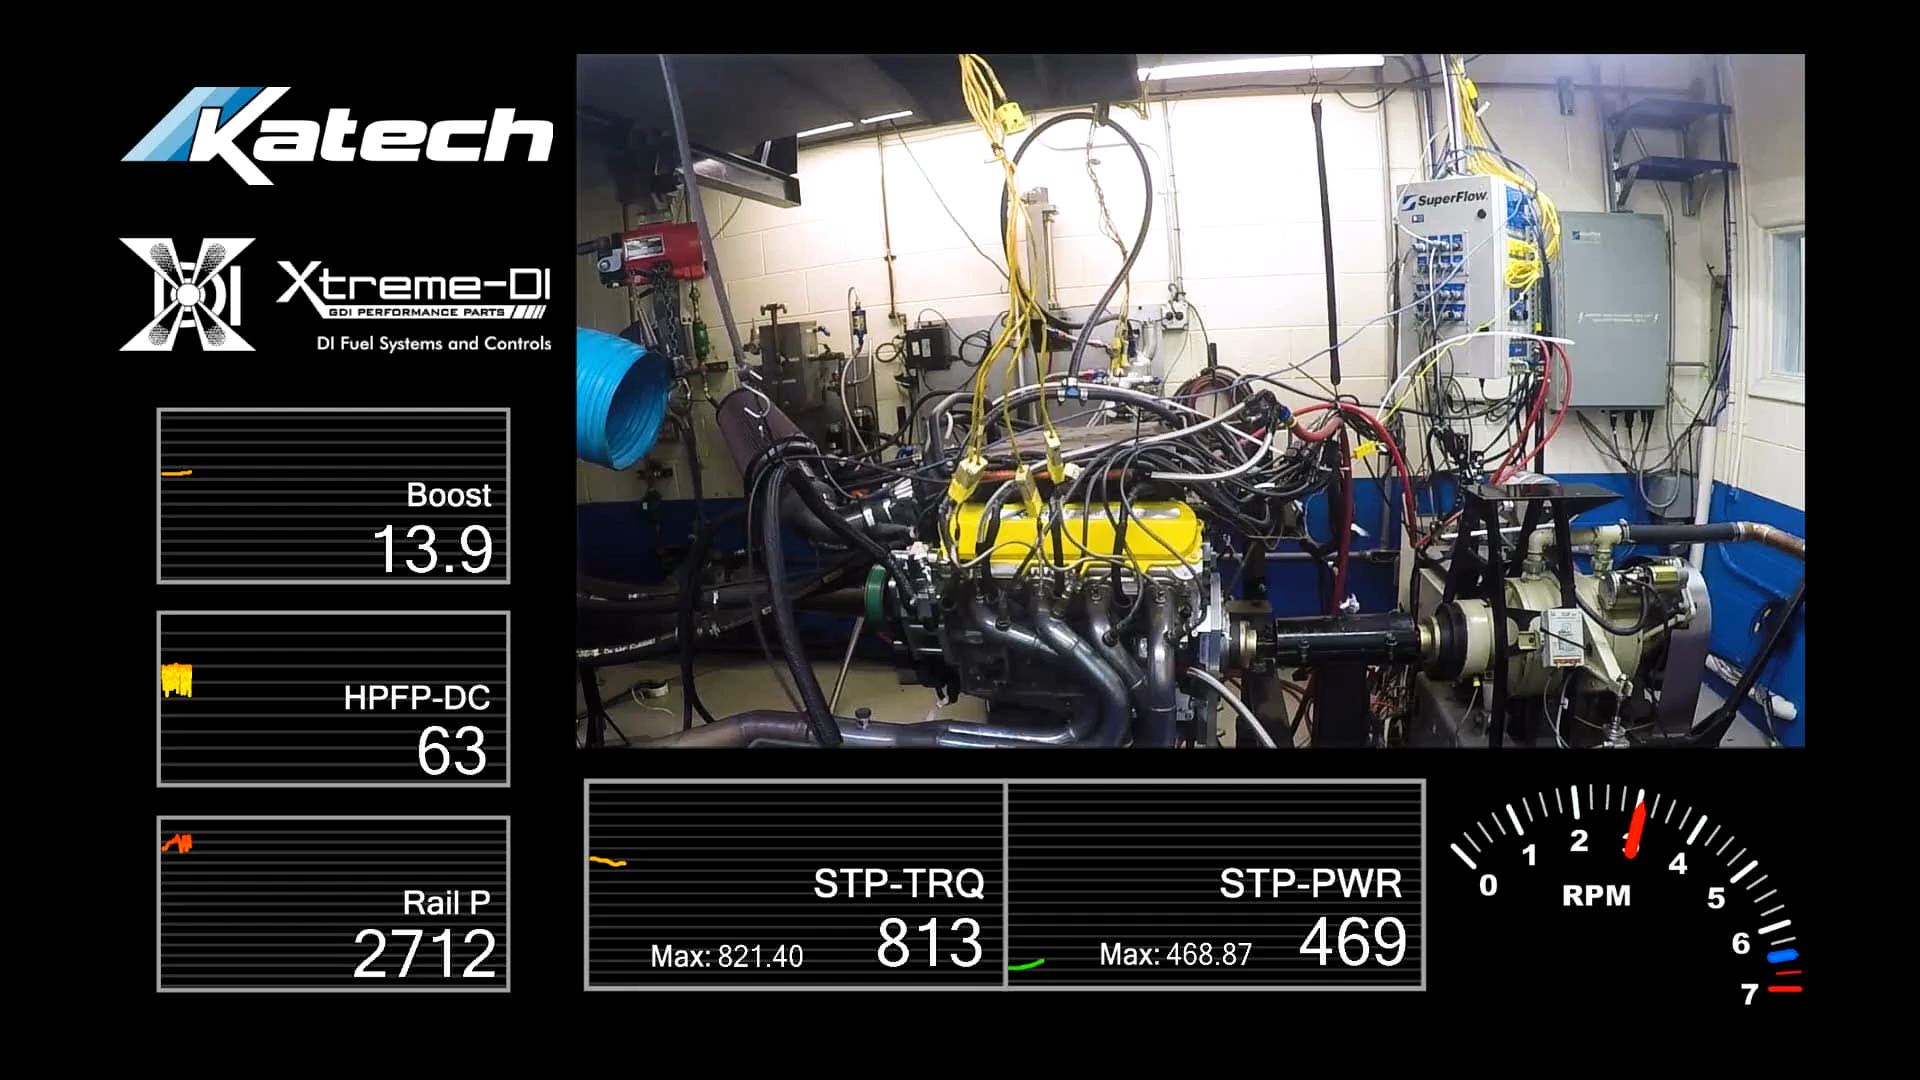 Katech
DI
Xtreme-DI
GDI PERFORMANCE PARTS
DI Fuel Systems and Controls
SuperFlow
Boost
13.9
HPFP-DC
63
Rail P
2712
STP-TRQ
Max: 821.40
813
STP-PWR
Max: 468.87
469
0
1
2
3
4
5
6
7
RPM